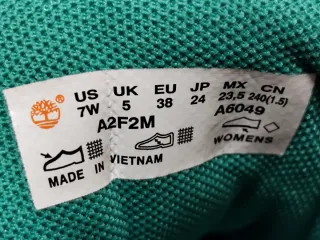 US UK EU JP MX CN
7W 5 38 24 23,5 240(1.5)
A2F2M A6049
MADE IN VIETNAM WOMENS